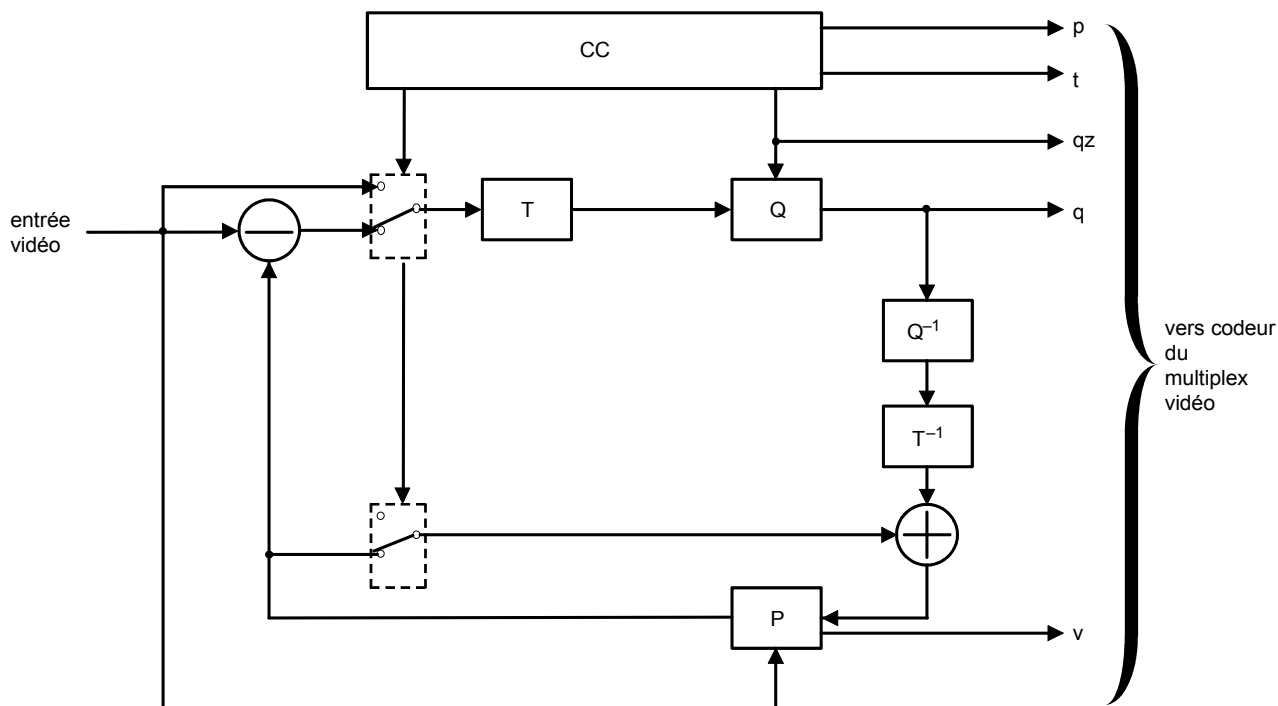 CC
p
t
qz
entrée
vidéo
T
Q
q
Q–1
T–1
vers codeur
du
multiplex
vidéo
P
v